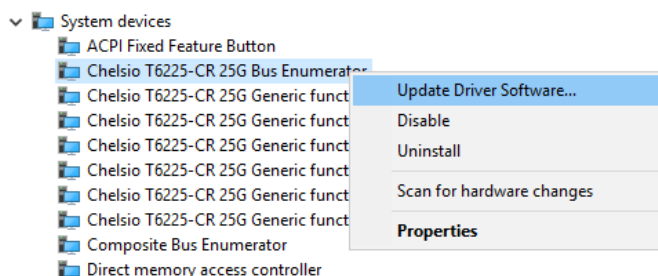 System devices
ACPI Fixed Feature Button
Chelsio T6225-CR 25G Bus Enumerator
Chelsio T6225-CR 25G Generic funct
Chelsio T6225-CR 25G Generic funct
Chelsio T6225-CR 25G Generic funct
Chelsio T6225-CR 25G Generic funct
Chelsio T6225-CR 25G Generic funct
Chelsio T6225-CR 25G Generic funct
Composite Bus Enumerator
Direct memory access controller
Update Driver Software...
Disable
Uninstall
Scan for hardware changes
Properties